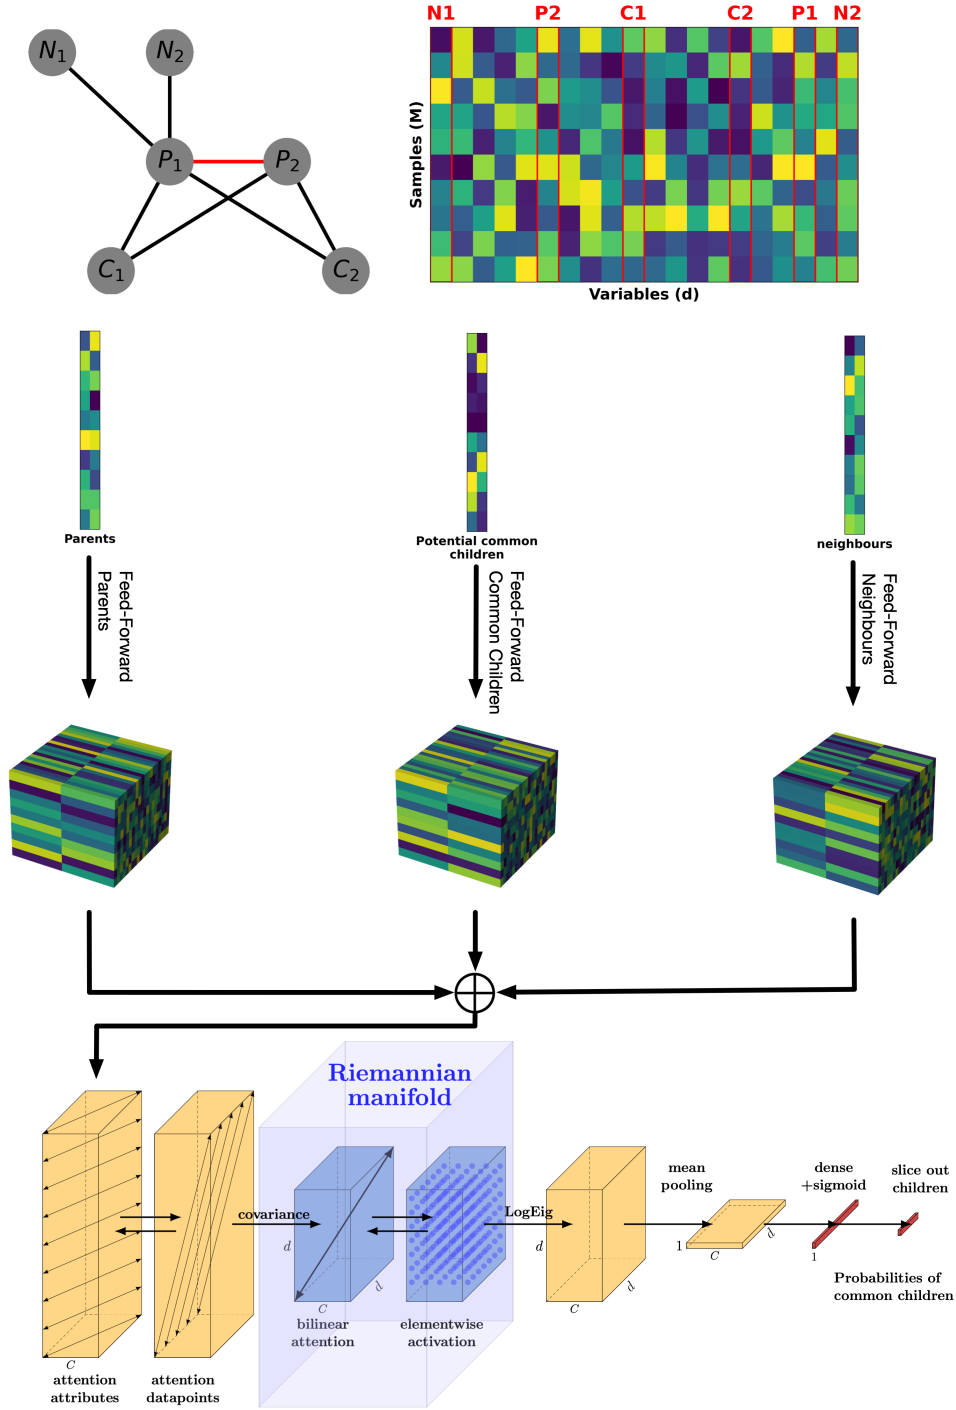 N1 P2 C1 C2 P1 N2
N₁
N₂
P₁
P₂
C₁
C₂
Samples (M)
Variables (d)
Parents
Potential common
children
neighbours
Feed-Forward
Parents
Feed-Forward
Common Children
Feed-Forward
Neighbours
Riemannian
manifold
covariance
LogEig
mean
pooling
dense
+sigmoid
slice out
children
d
C
d
d
C
d
1
C
d
1
C
Probabilities of
common children
bilinear
attention
elementwise
activation
attention
attributes
attention
datapoints